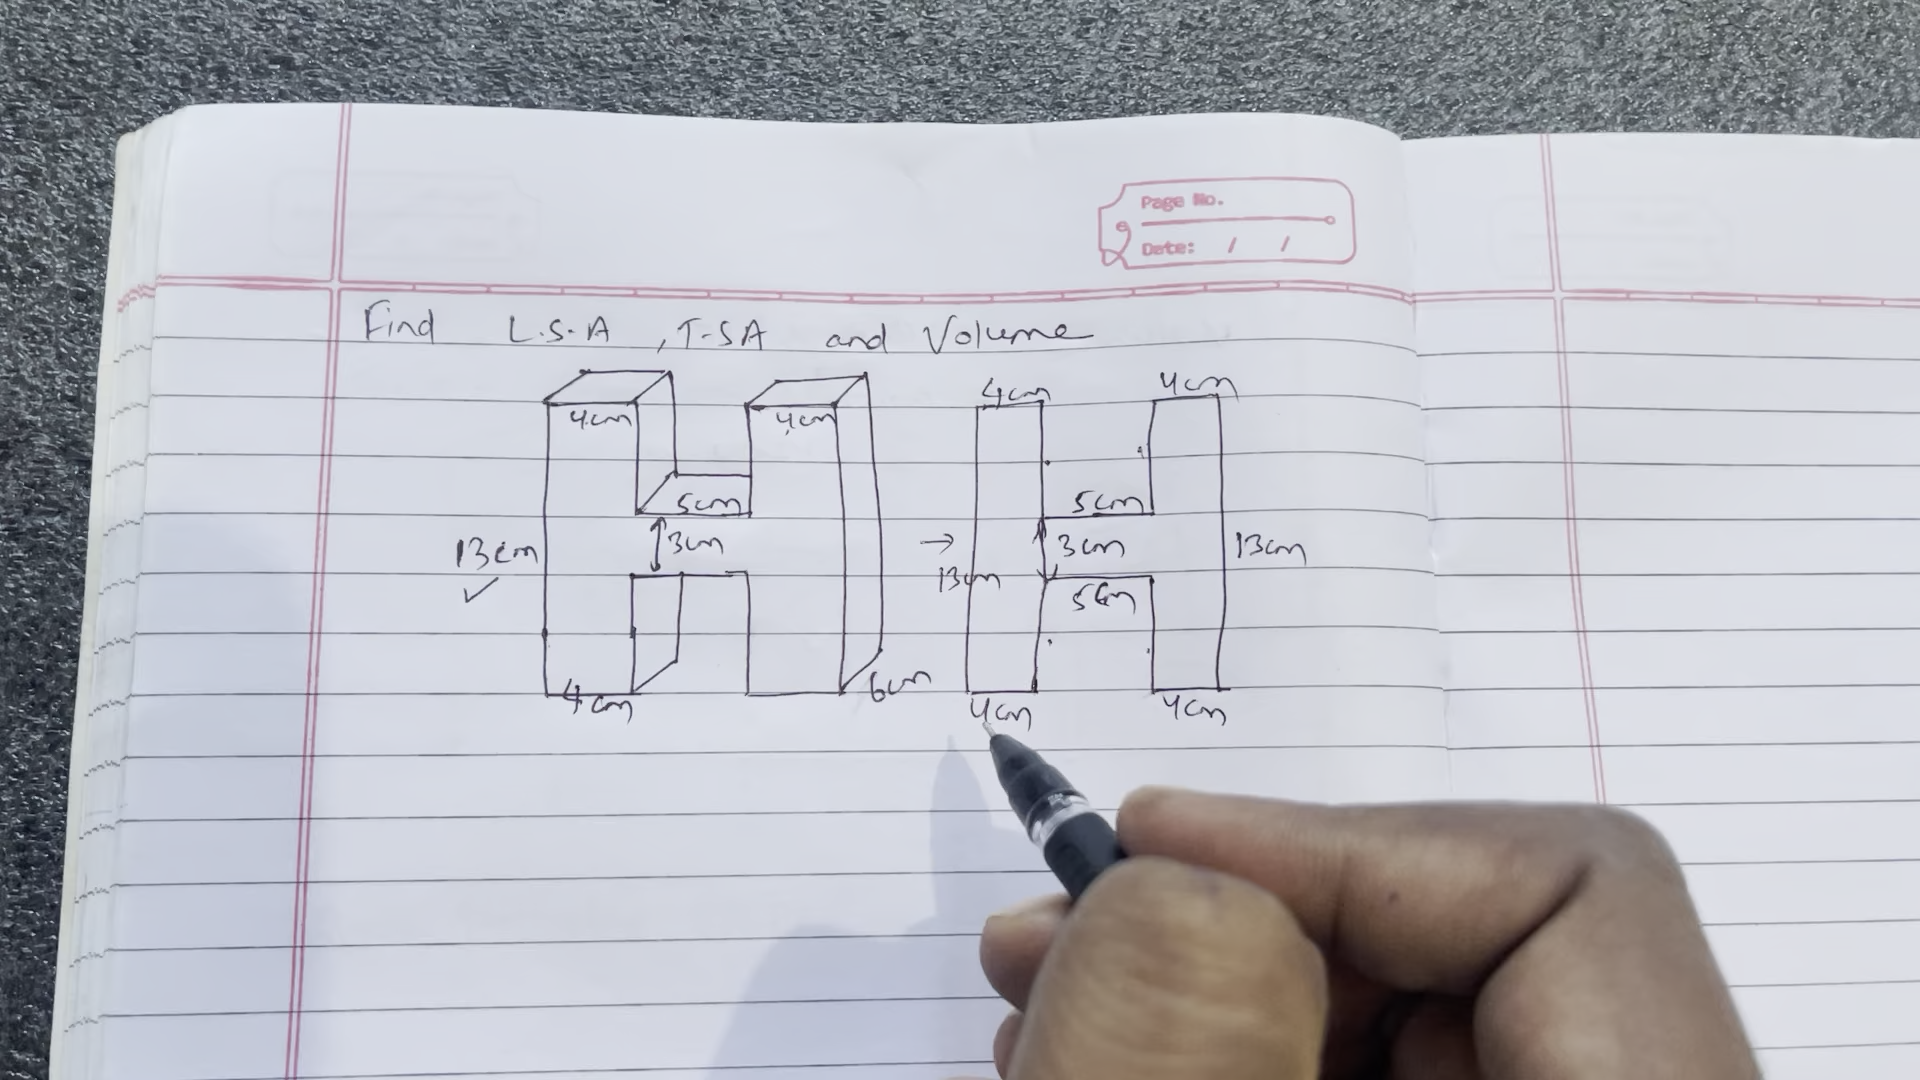 Page No.
Date: / /
Find L.S.A , T-SA and Volume
4cm 4cm 4cm 4cm
5cm 5cm
13cm 3cm → 3cm 13cm
13cm
5cm
4cm 6cm 4cm 4cm